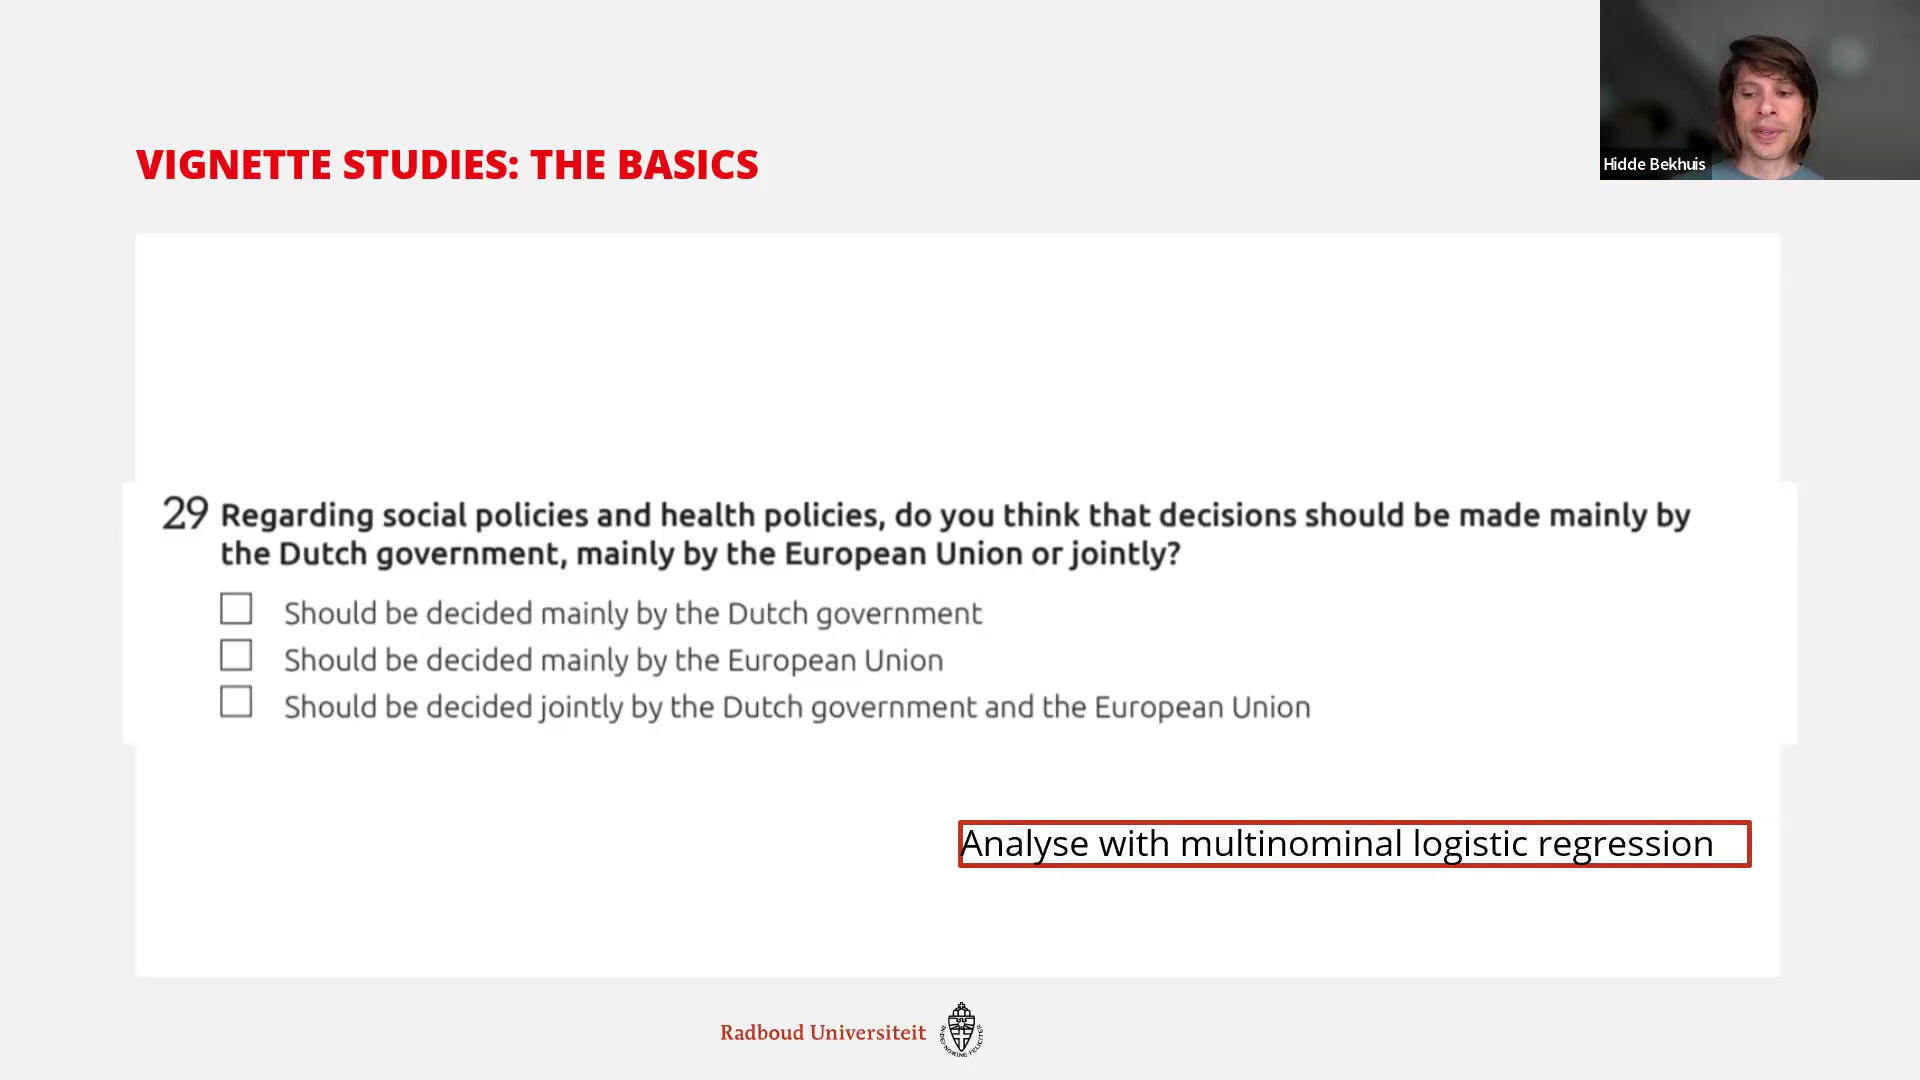 Hidde Bekhuis
VIGNETTE STUDIES: THE BASICS
29 Regarding social policies and health policies, do you think that decisions should be made mainly by
the Dutch government, mainly by the European Union or jointly?
Should be decided mainly by the Dutch government
Should be decided mainly by the European Union
Should be decided jointly by the Dutch government and the European Union
Analyse with multinominal logistic regression
Radboud Universiteit